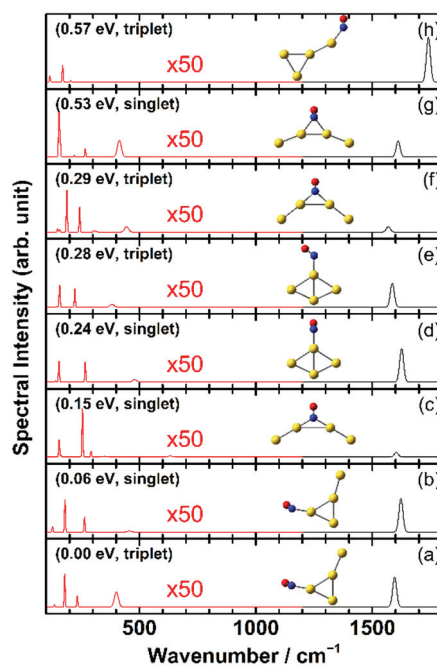 (0.57 eV, triplet) (h)
x50
(0.53 eV, singlet) (g)
x50
(0.29 eV, triplet) (f)
x50
(0.28 eV, triplet) (e)
x50
(0.24 eV, singlet) (d)
x50
(0.15 eV, singlet) (c)
x50
(0.06 eV, singlet) (b)
x50
(0.00 eV, triplet) (a)
x50
Spectral Intensity (arb. unit)
500 1000 1500
Wavenumber / cm⁻¹